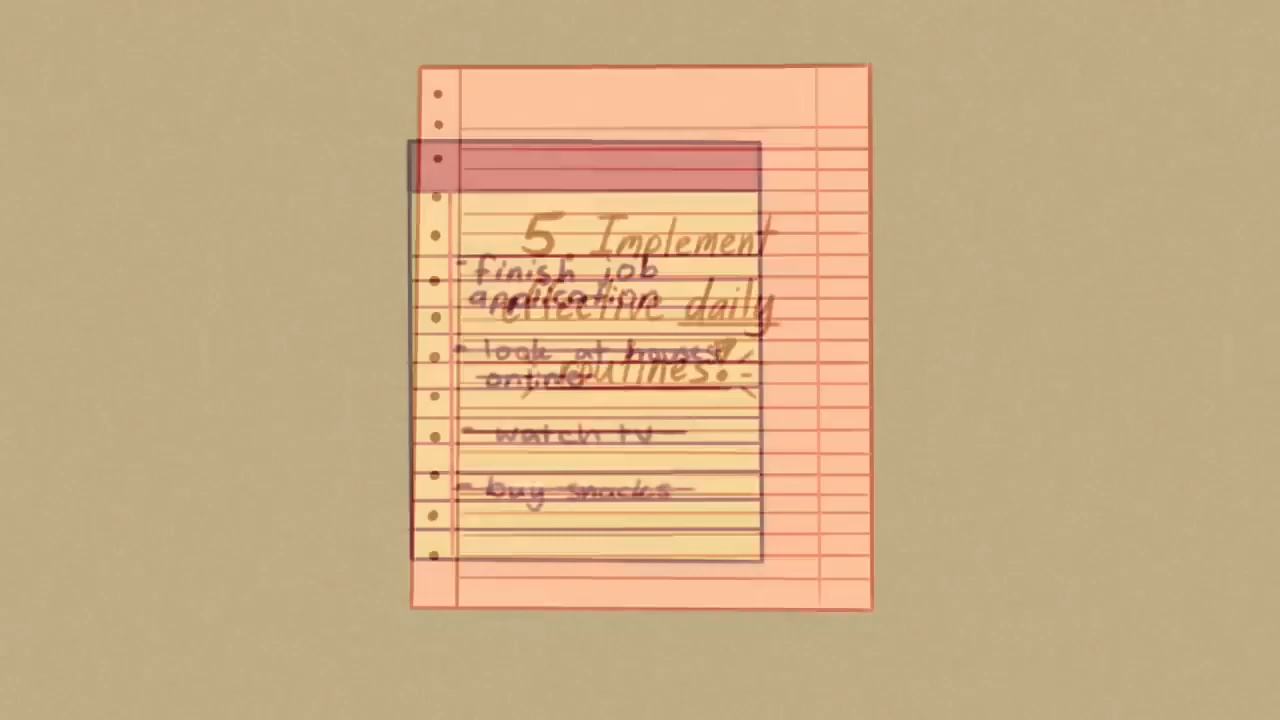 5. Implement
effective daily
routines!
- finish job
application
- look at houses
online
- watch tv
- buy snacks